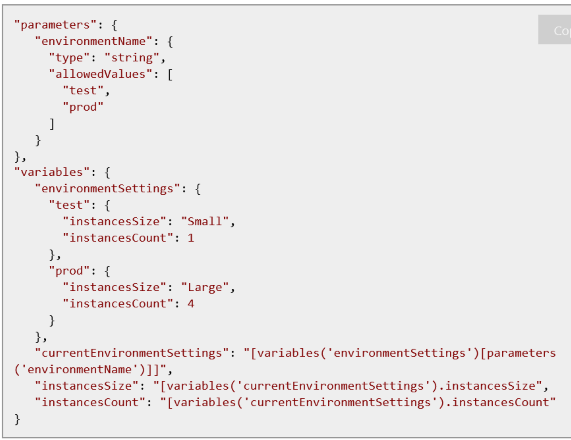 "parameters": {
"environmentName": {
"type": "string",
"allowedValues": [
"test",
"prod"
]
}
},
"variables": {
"environmentSettings": {
"test": {
"instancesSize": "Small",
"instancesCount": 1
},
"prod": {
"instancesSize": "Large",
"instancesCount": 4
}
},
"currentEnvironmentSettings": "[variables('environmentSettings')[parameters
('environmentName')]]",
"instancesSize": "[variables('currentEnvironmentSettings').instancesSize",
"instancesCount": "[variables('currentEnvironmentSettings').instancesCount"
}